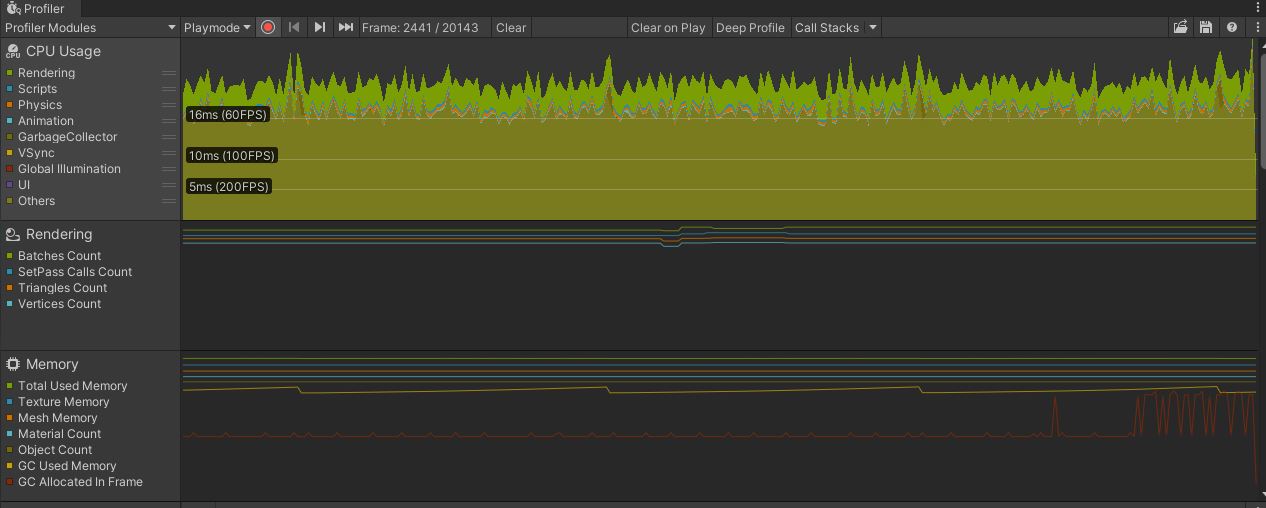 Profiler
Profiler Modules Playmode Frame: 2441 / 20143 Clear Clear on Play Deep Profile Call Stacks
CPU Usage
Rendering
Scripts
Physics
Animation
GarbageCollector
VSync
Global Illumination
UI
Others
16ms (60FPS)
10ms (100FPS)
5ms (200FPS)
Rendering
Batches Count
SetPass Calls Count
Triangles Count
Vertices Count
Memory
Total Used Memory
Texture Memory
Mesh Memory
Material Count
Object Count
GC Used Memory
GC Allocated In Frame